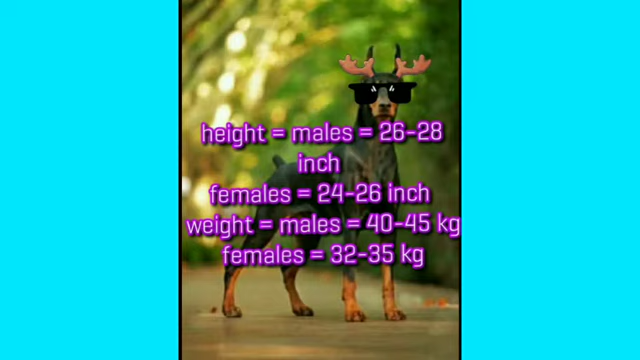 height = males = 26-28
inch
females = 24-26 inch
weight = males = 40-45 kg
females = 32-35 kg